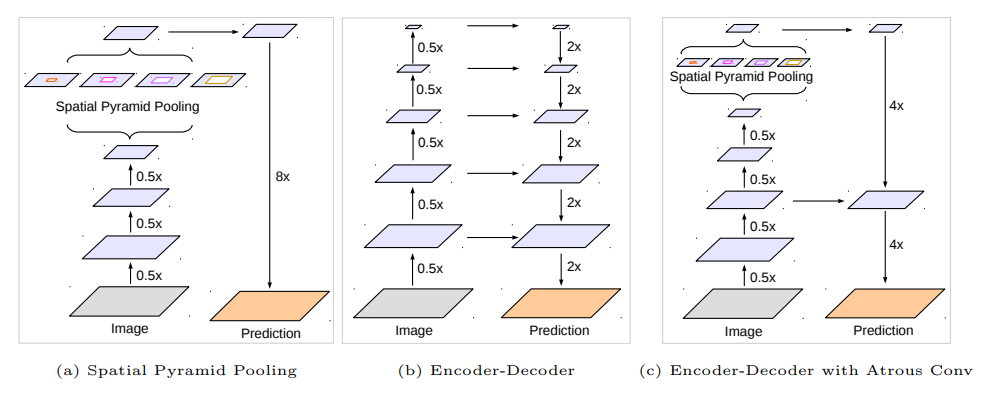 Spatial Pyramid Pooling
0.5x
0.5x
0.5x
8x
Image
Prediction
(a) Spatial Pyramid Pooling
0.5x
0.5x
0.5x
0.5x
0.5x
2x
2x
2x
2x
2x
Image
Prediction
(b) Encoder-Decoder
Spatial Pyramid Pooling
0.5x
0.5x
0.5x
0.5x
4x
4x
Image
Prediction
(c) Encoder-Decoder with Atrous Conv